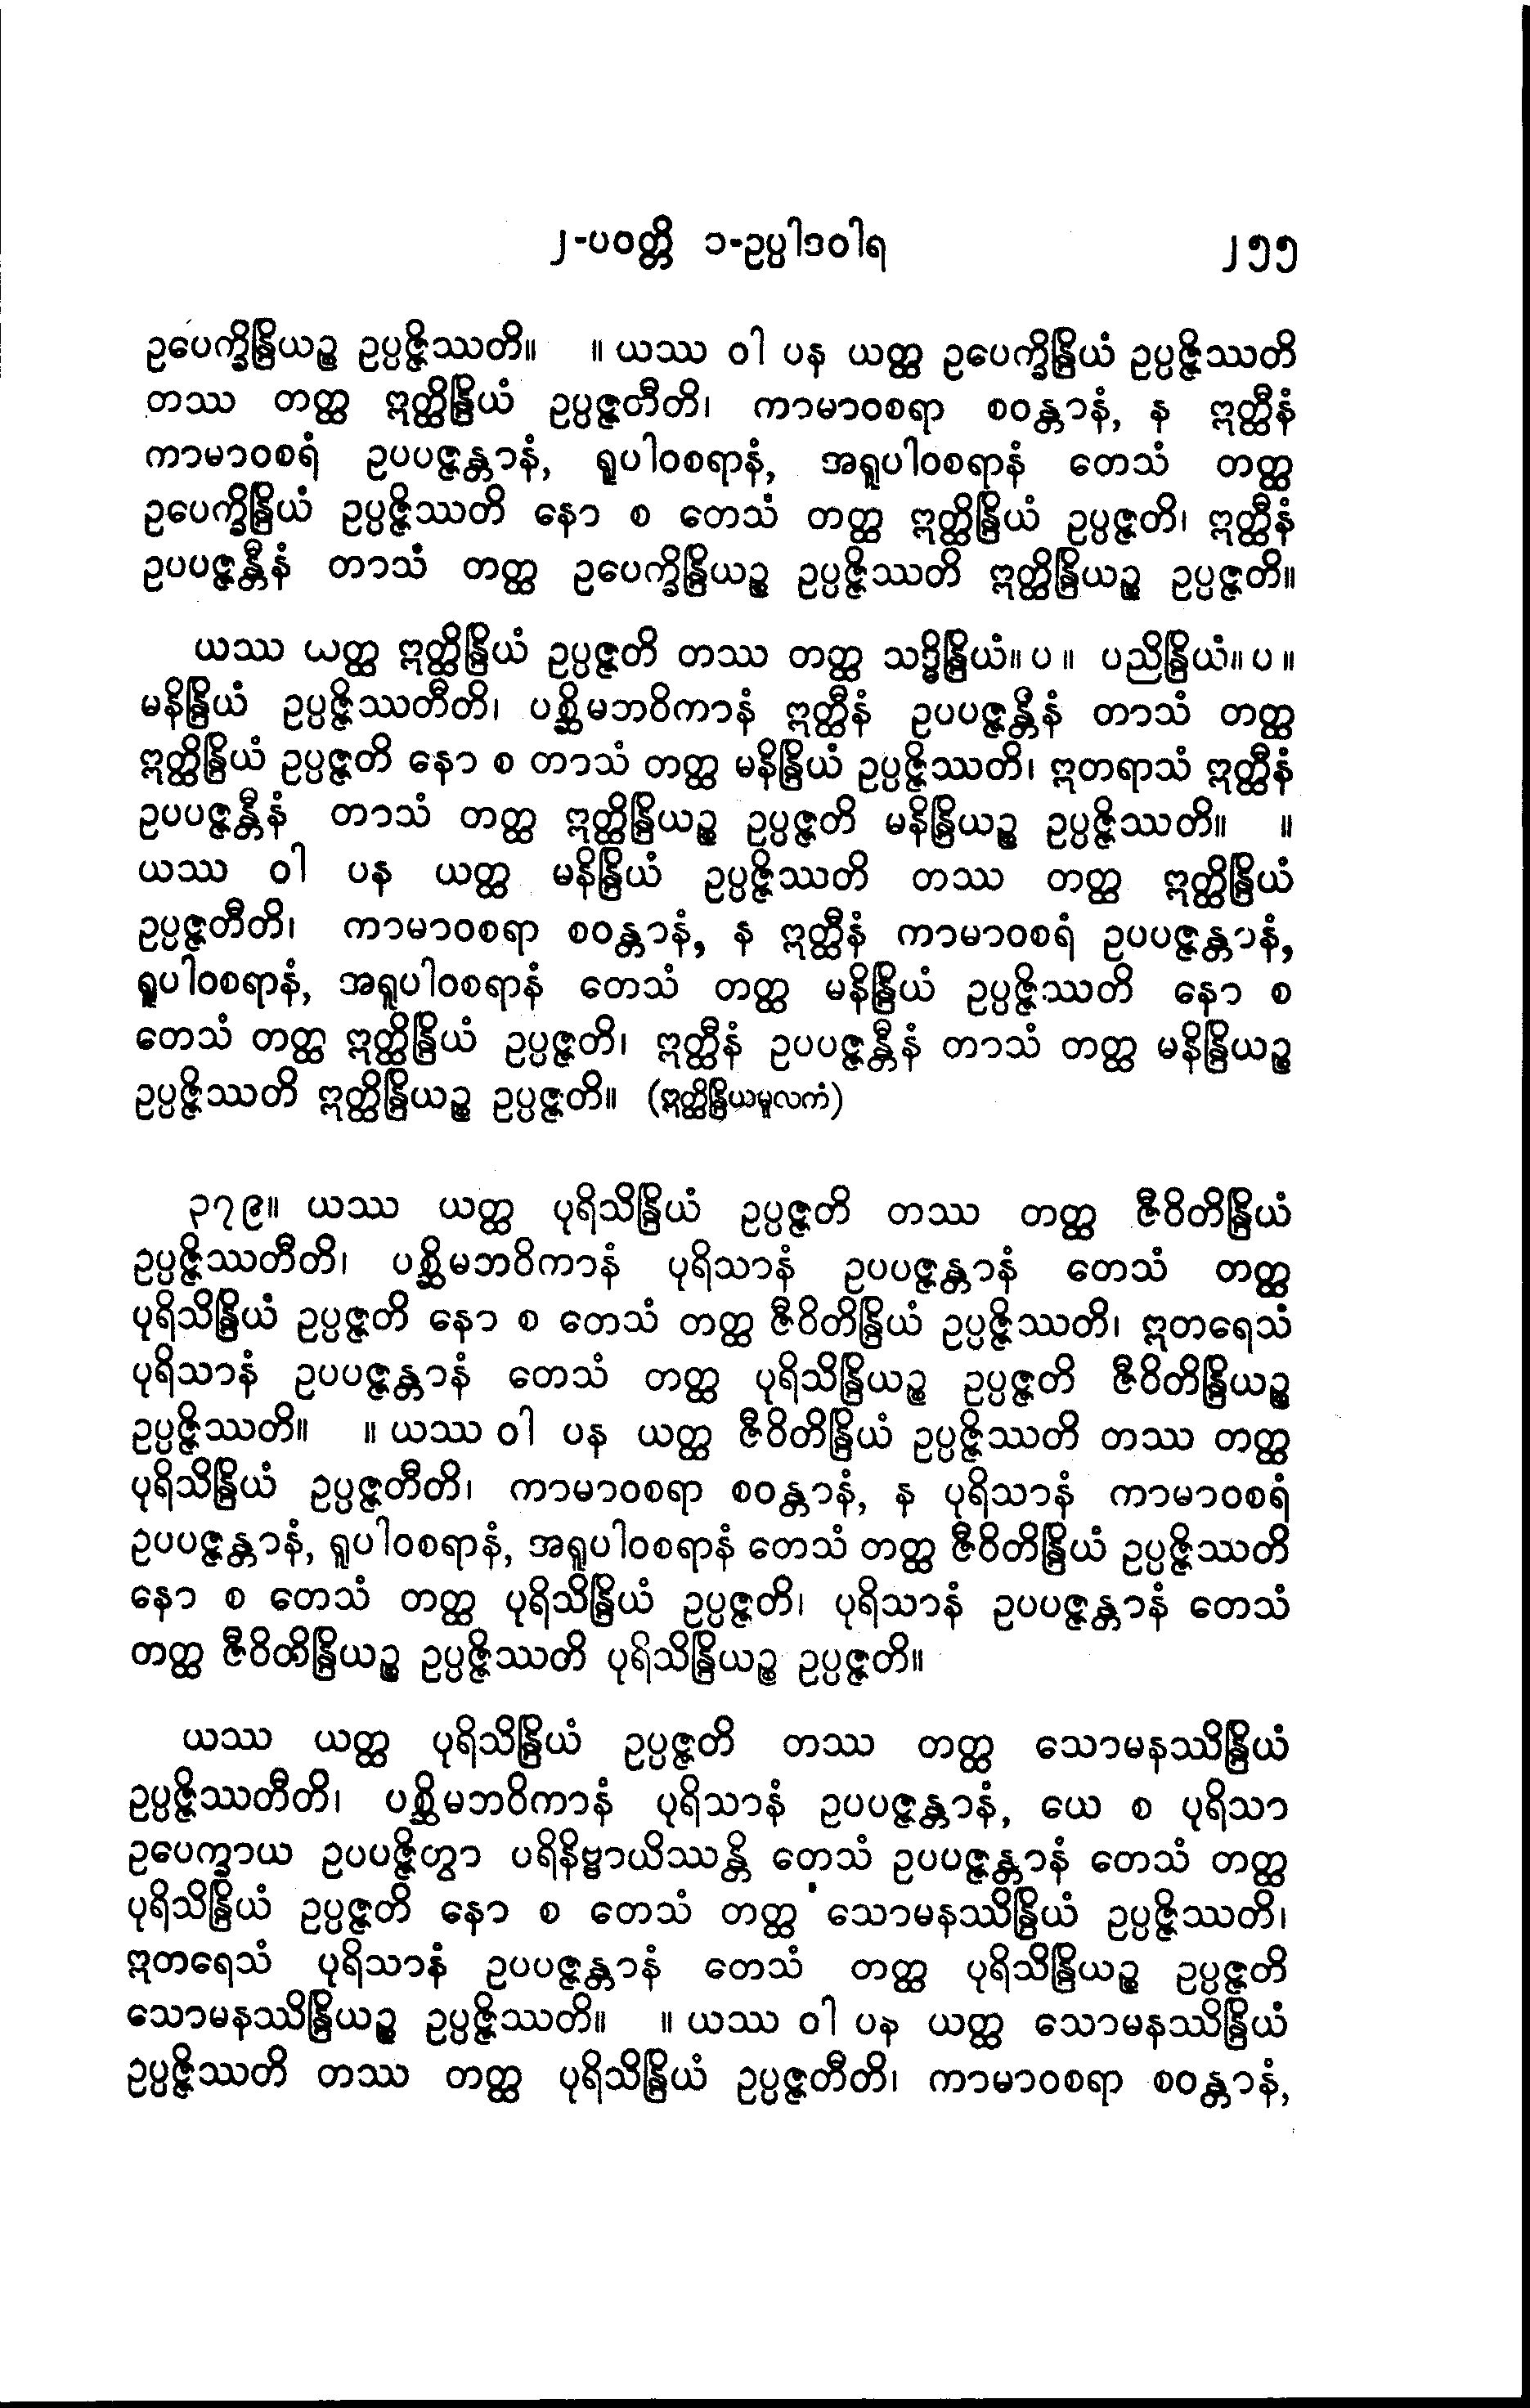 ၂-ပဝတ္တိ ၁-ဥပ္ပါဒဝါရ ၂၅၅
ဥပေက္ခိန္ဒြိယဉ္စ ဥပ္ပဇ္ဇိဿတိ။ ။ ယဿ ဝါ ပန ယတ္ထ ဥပေက္ခိန္ဒြိယံ ဥပ္ပဇ္ဇိဿတိ
တဿ တတ္ထ ဣတ္ထိန္ဒြိယံ ဥပ္ပဇ္ဇတီတိ၊ ကာမာဝစရာ စဝန္တာနံ, န ဣတ္ထီနံ
ကာမာဝစရံ ဥပပဇ္ဇန္တာနံ, ရူပါဝစရာနံ, အရူပါဝစရာနံ တေသံ တတ္ထ
ဥပေက္ခိန္ဒြိယံ ဥပ္ပဇ္ဇိဿတိ နော စ တေသံ တတ္ထ ဣတ္ထိန္ဒြိယံ ဥပ္ပဇ္ဇတိ၊ ဣတ္ထီနံ
ဥပပဇ္ဇန္တီနံ တာသံ တတ္ထ ဥပေက္ခိန္ဒြိယဉ္စ ဥပ္ပဇ္ဇိဿတိ ဣတ္ထိန္ဒြိယဉ္စ ဥပ္ပဇ္ဇတိ။
ယဿ ယတ္ထ ဣတ္ထိန္ဒြိယံ ဥပ္ပဇ္ဇတိ တဿ တတ္ထ သဒ္ဓိန္ဒြိယံ။ပ။ ပညိန္ဒြိယံ။ပ။
မနိန္ဒြိယံ ဥပ္ပဇ္ဇိဿတီတိ၊ ပစ္ဆိမဘဝိကာနံ ဣတ္ထီနံ ဥပပဇ္ဇန္တီနံ တာသံ တတ္ထ
ဣတ္ထိန္ဒြိယံ ဥပ္ပဇ္ဇတိ နော စ တာသံ တတ္ထ မနိန္ဒြိယံ ဥပ္ပဇ္ဇိဿတိ၊ ဣတရာသံ ဣတ္ထီနံ
ဥပပဇ္ဇန္တီနံ တာသံ တတ္ထ ဣတ္ထိန္ဒြိယဉ္စ ဥပ္ပဇ္ဇတိ မနိန္ဒြိယဉ္စ ဥပ္ပဇ္ဇိဿတိ။ ။
ယဿ ဝါ ပန ယတ္ထ မနိန္ဒြိယံ ဥပ္ပဇ္ဇိဿတိ တဿ တတ္ထ ဣတ္ထိန္ဒြိယံ
ဥပ္ပဇ္ဇတီတိ၊ ကာမာဝစရာ စဝန္တာနံ, န ဣတ္ထီနံ ကာမာဝစရံ ဥပပဇ္ဇန္တာနံ,
ရူပါဝစရာနံ, အရူပါဝစရာနံ တေသံ တတ္ထ မနိန္ဒြိယံ ဥပ္ပဇ္ဇိဿတိ နော စ
တေသံ တတ္ထ ဣတ္ထိန္ဒြိယံ ဥပ္ပဇ္ဇတိ၊ ဣတ္ထီနံ ဥပပဇ္ဇန္တီနံ တာသံ တတ္ထ မနိန္ဒြိယဉ္စ
ဥပ္ပဇ္ဇိဿတိ ဣတ္ထိန္ဒြိယဉ္စ ဥပ္ပဇ္ဇတိ။ (ဣတ္ထိန္ဒြိယမူလကံ)
၃၇၉။ ယဿ ယတ္ထ ပုရိသိန္ဒြိယံ ဥပ္ပဇ္ဇတိ တဿ တတ္ထ ဇီဝိတိန္ဒြိယံ
ဥပ္ပဇ္ဇိဿတီတိ၊ ပစ္ဆိမဘဝိကာနံ ပုရိသာနံ ဥပပဇ္ဇန္တာနံ တေသံ တတ္ထ
ပုရိသိန္ဒြိယံ ဥပ္ပဇ္ဇတိ နော စ တေသံ တတ္ထ ဇီဝိတိန္ဒြိယံ ဥပ္ပဇ္ဇိဿတိ၊ ဣတရေသံ
ပုရိသာနံ ဥပပဇ္ဇန္တာနံ တေသံ တတ္ထ ပုရိသိန္ဒြိယဉ္စ ဥပ္ပဇ္ဇတိ ဇီဝိတိန္ဒြိယဉ္စ
ဥပ္ပဇ္ဇိဿတိ။ ။ ယဿ ဝါ ပန ယတ္ထ ဇီဝိတိန္ဒြိယံ ဥပ္ပဇ္ဇိဿတိ တဿ တတ္ထ
ပုရိသိန္ဒြိယံ ဥပ္ပဇ္ဇတီတိ၊ ကာမာဝစရာ စဝန္တာနံ, န ပုရိသာနံ ကာမာဝစရံ
ဥပပဇ္ဇန္တာနံ, ရူပါဝစရာနံ, အရူပါဝစရာနံ တေသံ တတ္ထ ဇီဝိတိန္ဒြိယံ ဥပ္ပဇ္ဇိဿတိ
နော စ တေသံ တတ္ထ ပုရိသိန္ဒြိယံ ဥပ္ပဇ္ဇတိ၊ ပုရိသာနံ ဥပပဇ္ဇန္တာနံ တေသံ
တတ္ထ ဇီဝိတိန္ဒြိယဉ္စ ဥပ္ပဇ္ဇိဿတိ ပုရိသိန္ဒြိယဉ္စ ဥပ္ပဇ္ဇတိ။
ယဿ ယတ္ထ ပုရိသိန္ဒြိယံ ဥပ္ပဇ္ဇတိ တဿ တတ္ထ သောမနဿိန္ဒြိယံ
ဥပ္ပဇ္ဇိဿတီတိ၊ ပစ္ဆိမဘဝိကာနံ ပုရိသာနံ ဥပပဇ္ဇန္တာနံ, ယေ စ ပုရိသာ
ဥပေက္ခာယ ဥပပဇ္ဇိတွာ ပရိနိဗ္ဗာယိဿန္တိ တေသံ ဥပပဇ္ဇန္တာနံ တေသံ တတ္ထ
ပုရိသိန္ဒြိယံ ဥပ္ပဇ္ဇတိ နော စ တေသံ တတ္ထ သောမနဿိန္ဒြိယံ ဥပ္ပဇ္ဇိဿတိ၊
ဣတရေသံ ပုရိသာနံ ဥပပဇ္ဇန္တာနံ တေသံ တတ္ထ ပုရိသိန္ဒြိယဉ္စ ဥပ္ပဇ္ဇတိ
သောမနဿိန္ဒြိယဉ္စ ဥပ္ပဇ္ဇိဿတိ။ ။ ယဿ ဝါ ပန ယတ္ထ သောမနဿိန္ဒြိယံ
ဥပ္ပဇ္ဇိဿတိ တဿ တတ္ထ ပုရိသိန္ဒြိယံ ဥပ္ပဇ္ဇတီတိ၊ ကာမာဝစရာ စဝန္တာနံ,